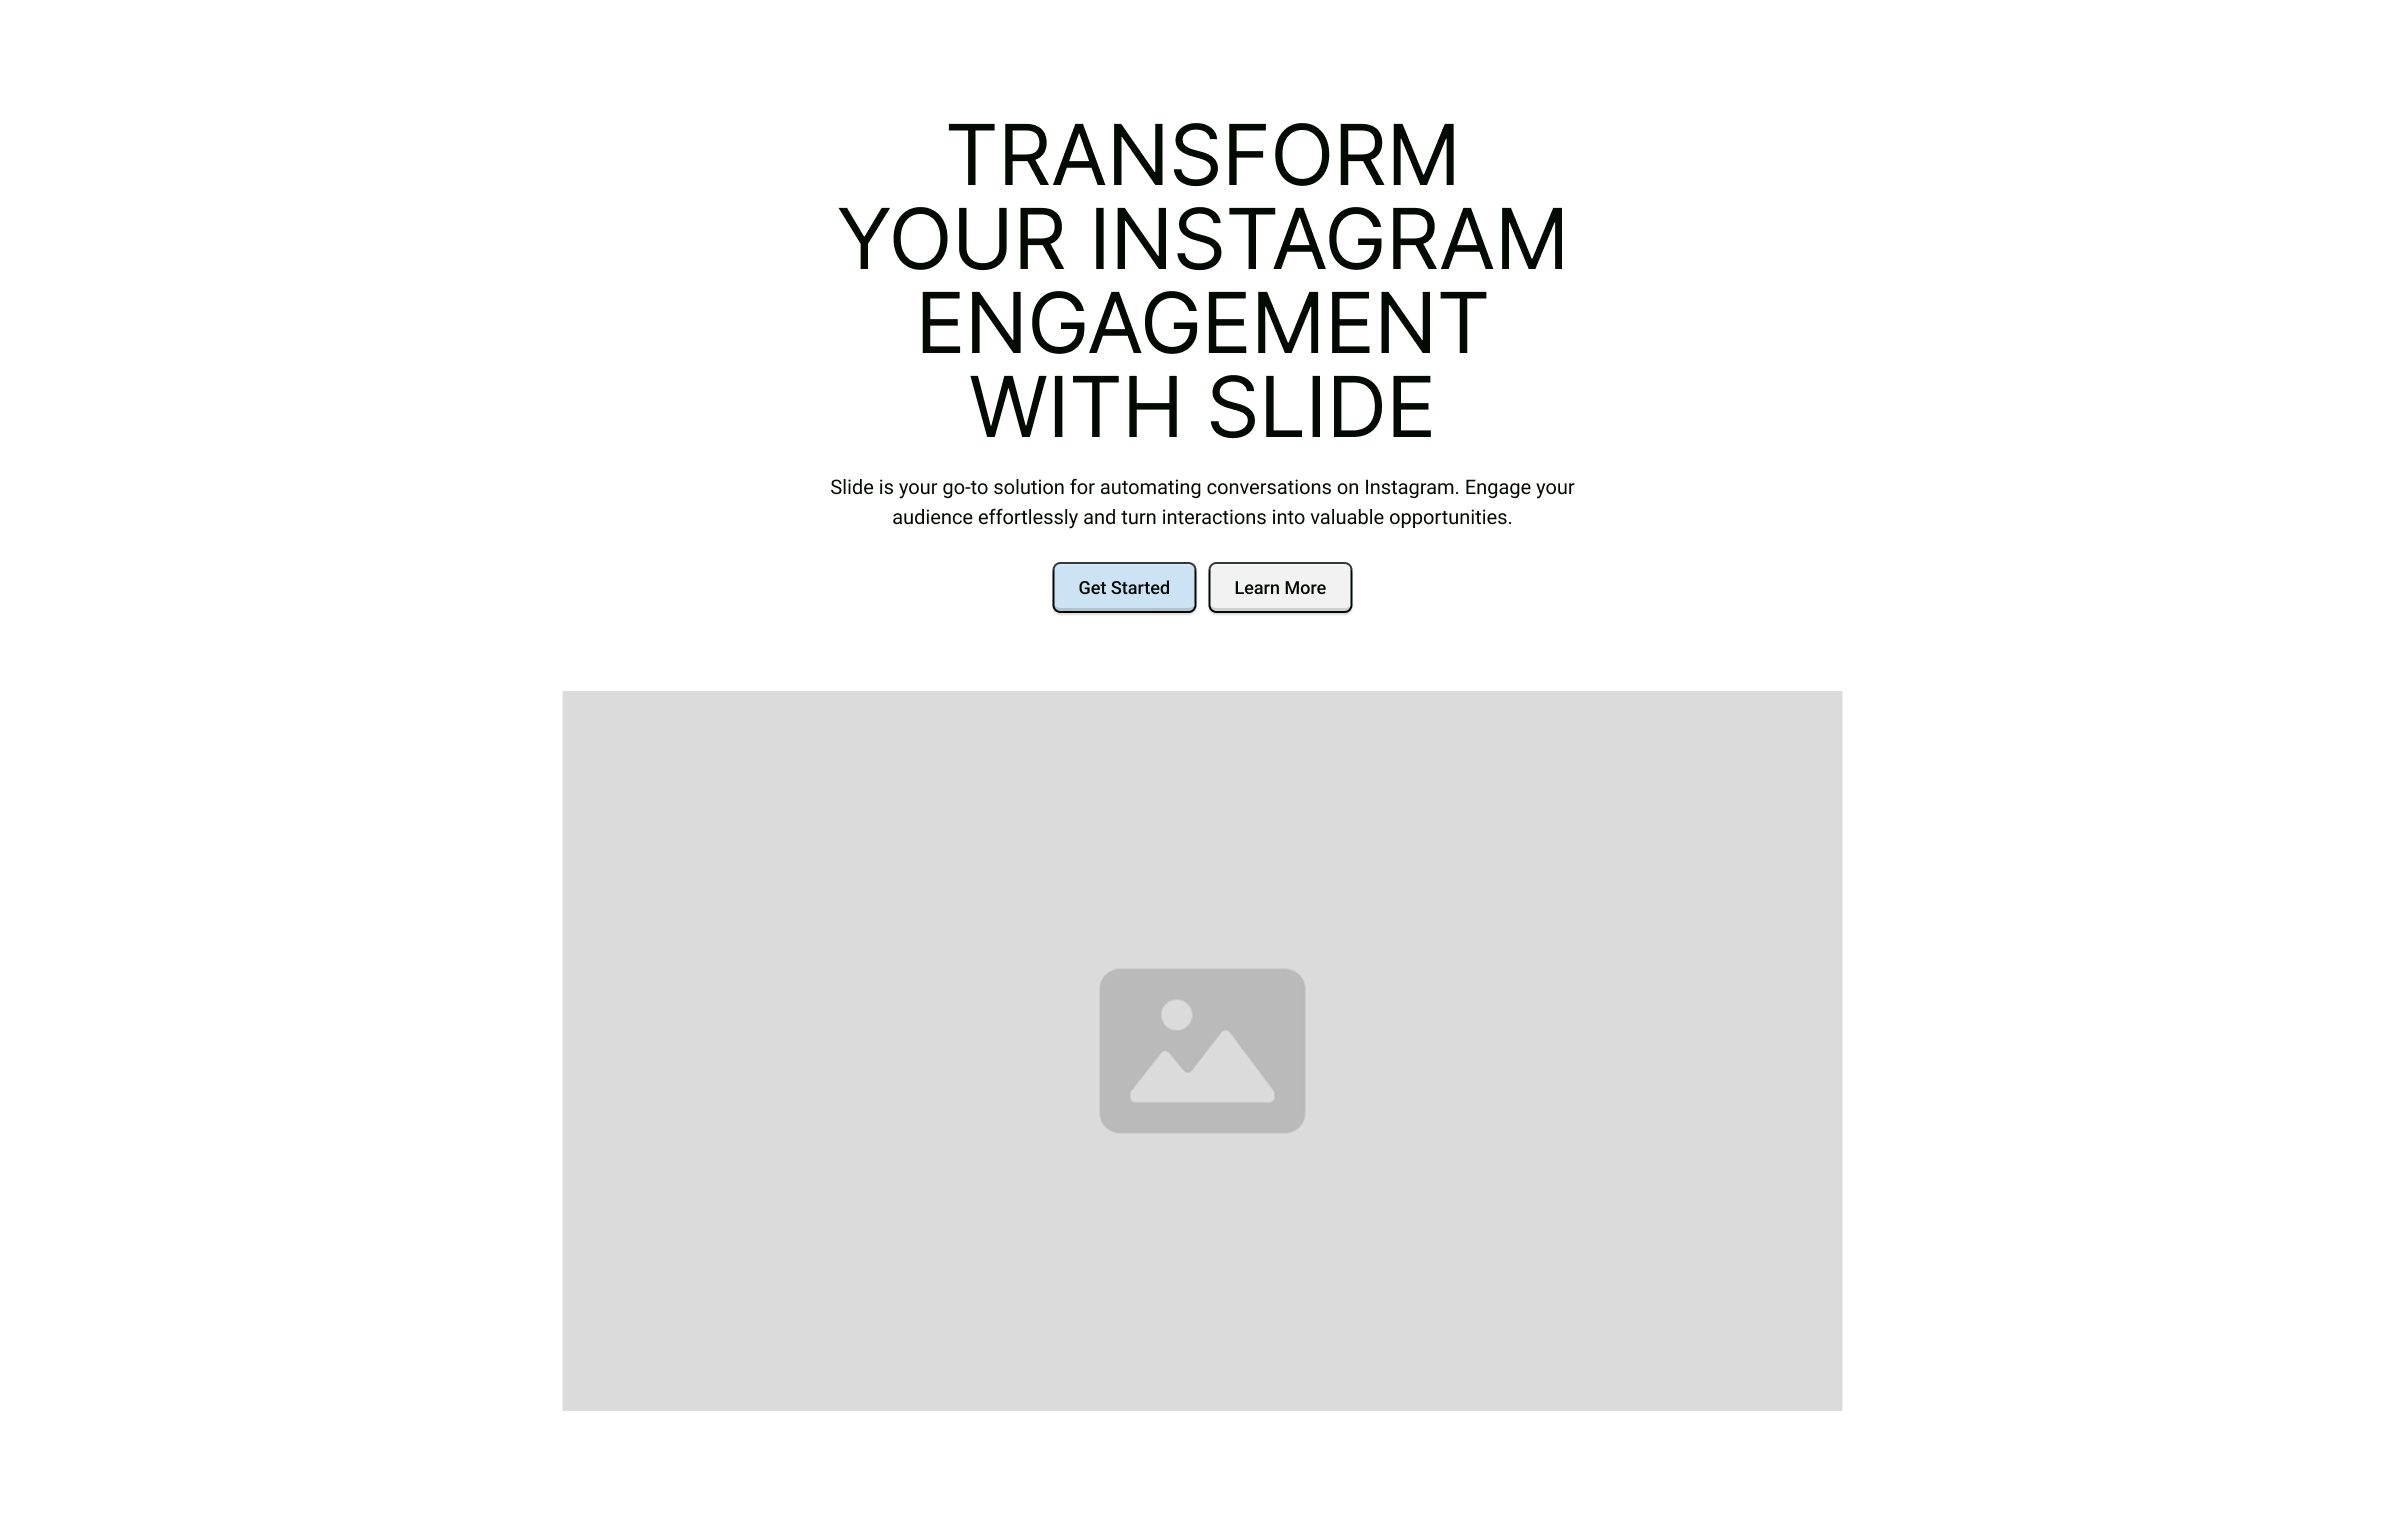 TRANSFORM
YOUR INSTAGRAM
ENGAGEMENT
WITH SLIDE
Slide is your go-to solution for automating conversations on Instagram. Engage your
audience effortlessly and turn interactions into valuable opportunities.
Get Started
Learn More